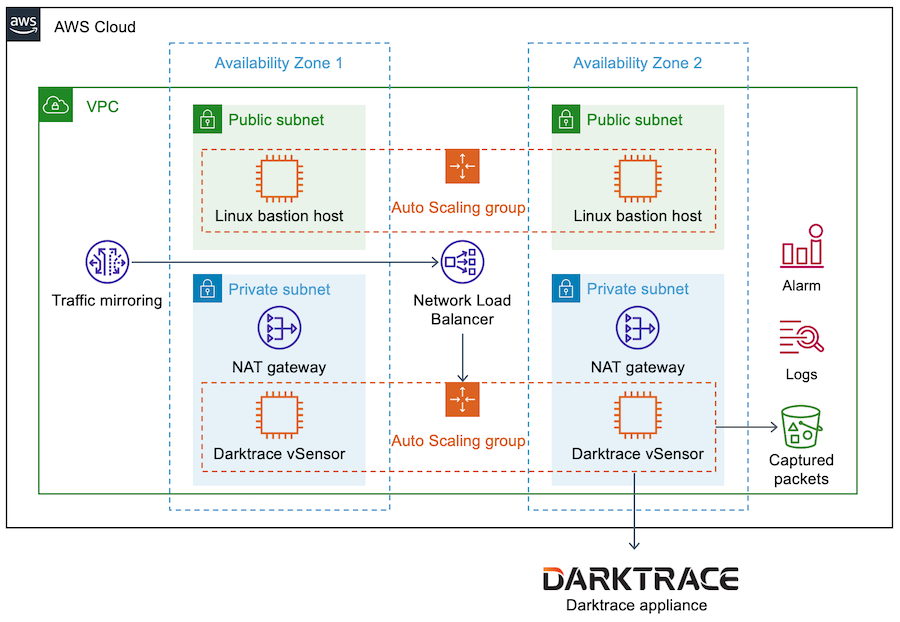 aws
AWS Cloud
Availability Zone 1
Availability Zone 2
VPC
Public subnet
Public subnet
Linux bastion host
Auto Scaling group
Linux bastion host
Traffic mirroring
Network Load
Balancer
Alarm
Private subnet
Private subnet
NAT gateway
NAT gateway
Logs
Darktrace vSensor
Auto Scaling group
Darktrace vSensor
Captured
packets
DARKTRACE
Darktrace appliance